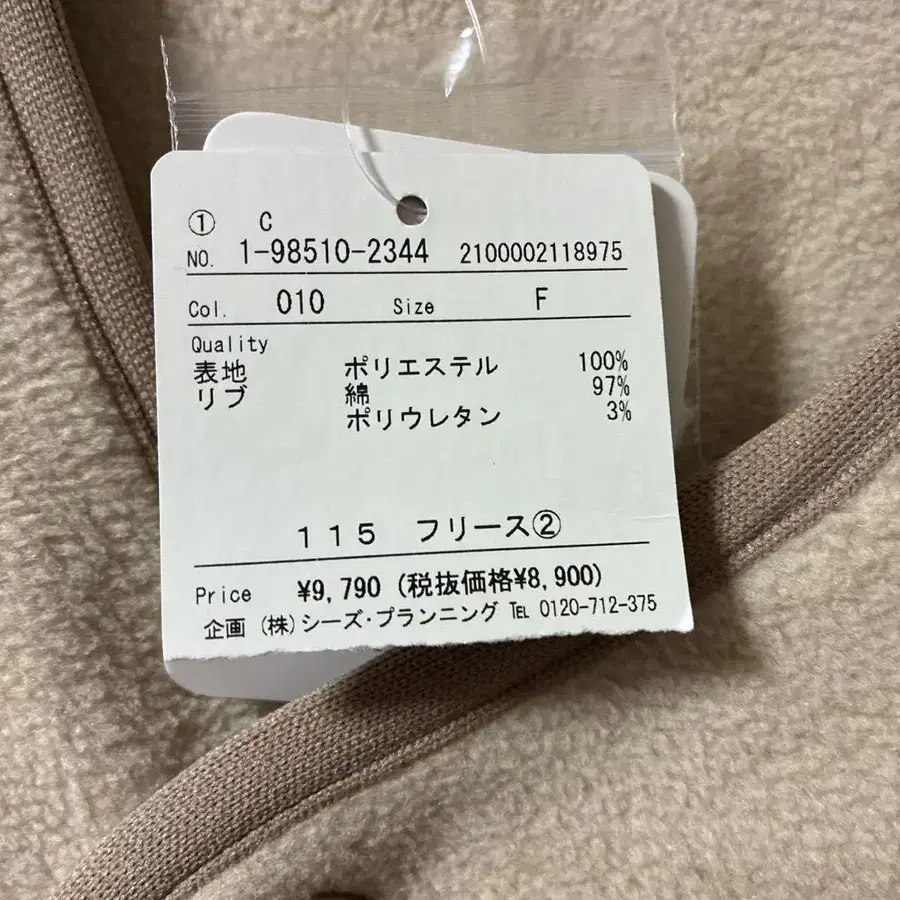 ① C
NO. 1-98510-2344 2100002118975
Col. 010 Size F
Quality
表地 ポリエステル 100%
リブ 綿 97%
ポリウレタン 3%
115 フリース②
Price ¥9,790 (税抜価格¥8,900)
企画 (株)シーズ・プランニング ℡ 0120-712-375